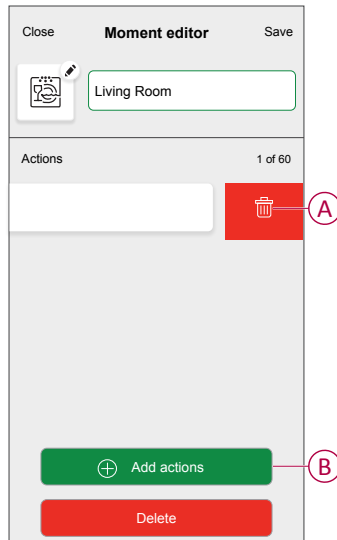 Close Moment editor Save
Living Room
Actions 1 of 60
A
Add actions B
Delete